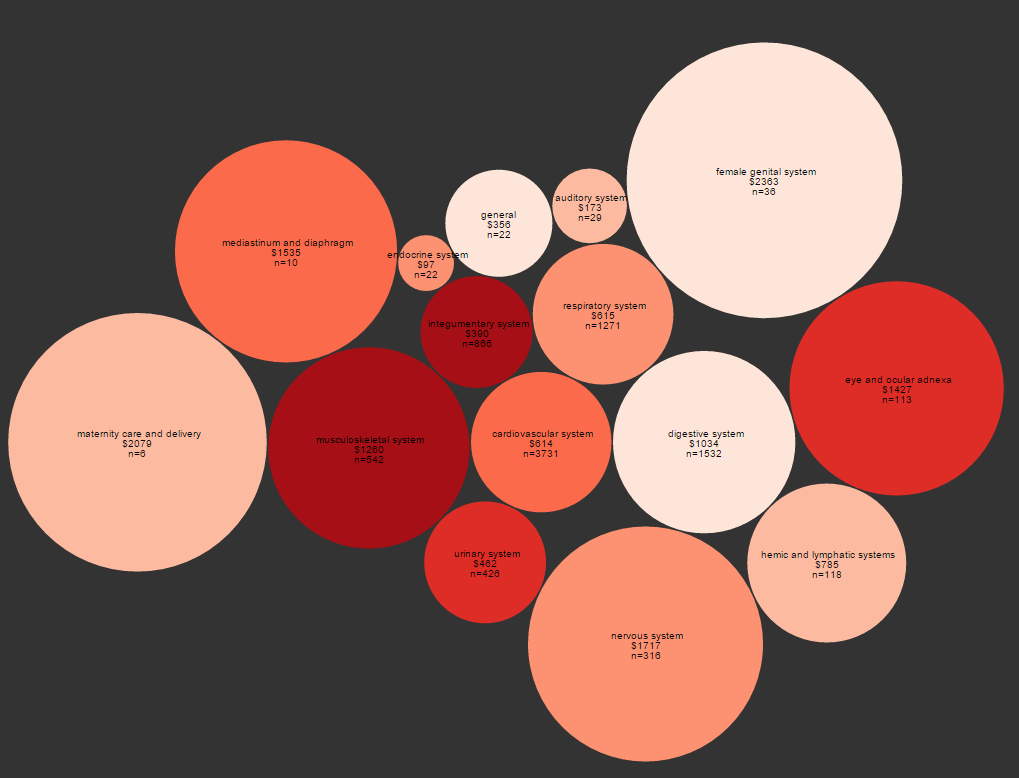 female genital system
$2363
n=36
auditory system
$173
n=29
general
$356
n=22
mediastinum and diaphragm
$1535
n=10
endocrine system
$97
n=22
respiratory system
$615
n=1271
integumentary system
$390
n=866
eye and ocular adnexa
$1427
n=113
maternity care and delivery
$2079
n=6
musculoskeletal system
$1260
n=542
cardiovascular system
$614
n=3731
digestive system
$1034
n=1532
urinary system
$462
n=426
hemic and lymphatic systems
$785
n=118
nervous system
$1717
n=316